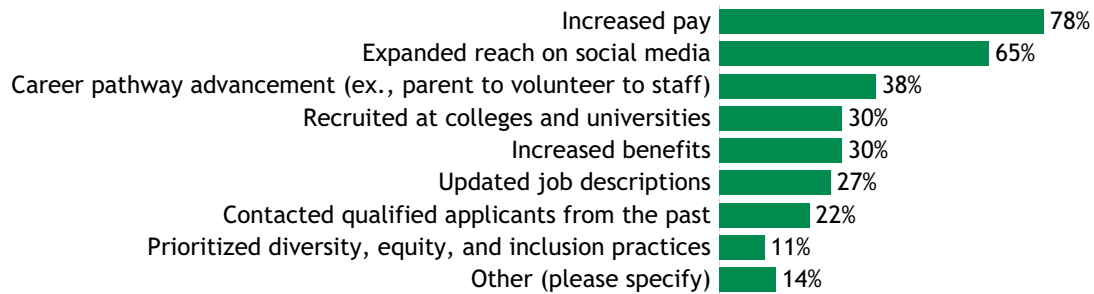 Increased pay 78%
Expanded reach on social media 65%
Career pathway advancement (ex., parent to volunteer to staff) 38%
Recruited at colleges and universities 30%
Increased benefits 30%
Updated job descriptions 27%
Contacted qualified applicants from the past 22%
Prioritized diversity, equity, and inclusion practices 11%
Other (please specify) 14%